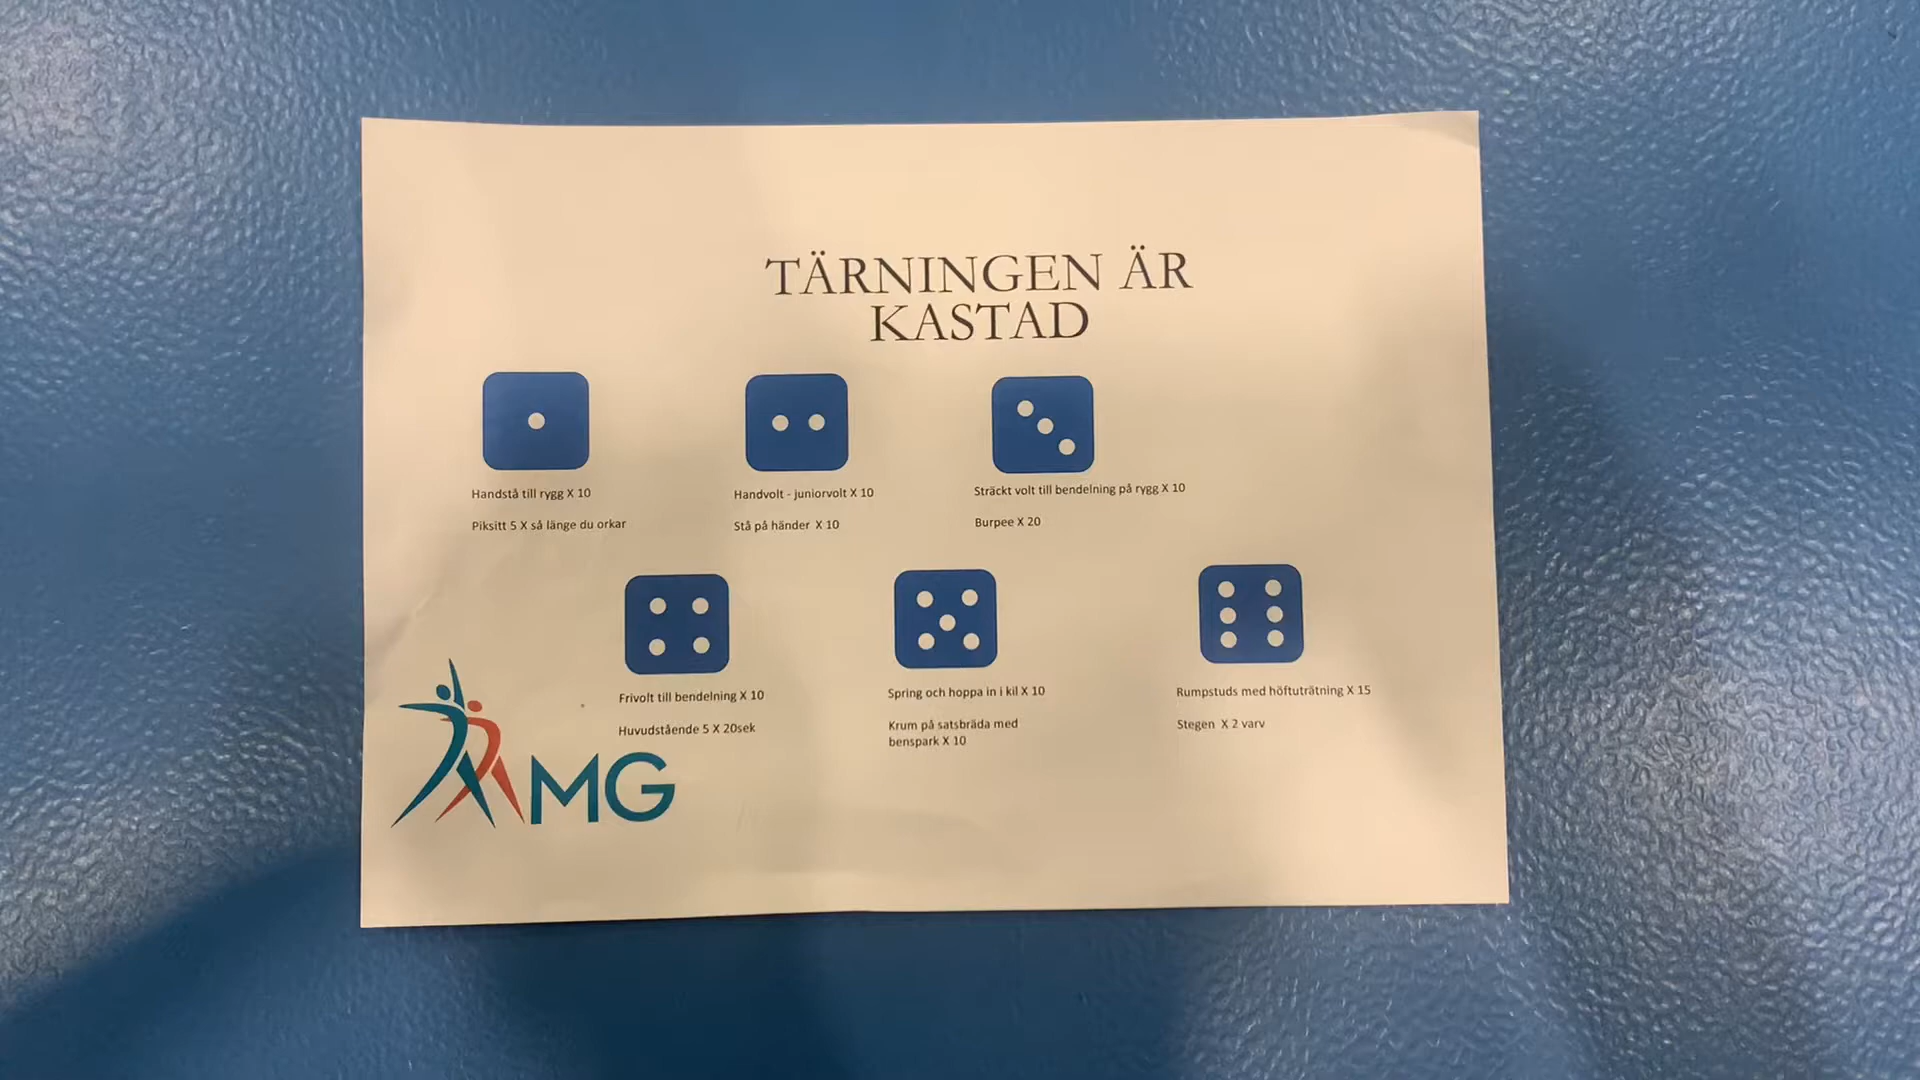 TÄRNINGEN ÄR
KASTAD
Handstå till rygg X 10
Piksitt 5 X så länge du orkar
Handvolt - juniorvolt X 10
Stå på händer X 10
Sträckt volt till bendelning på rygg X 10
Burpee X 20
Frivolt till bendelning X 10
Huvudstående 5 X 20sek
Spring och hoppa in i kil X 10
Krum på satsbräda med
benspark X 10
Rumpstuds med höftuträtning X 15
Stegen X 2 varv
MG